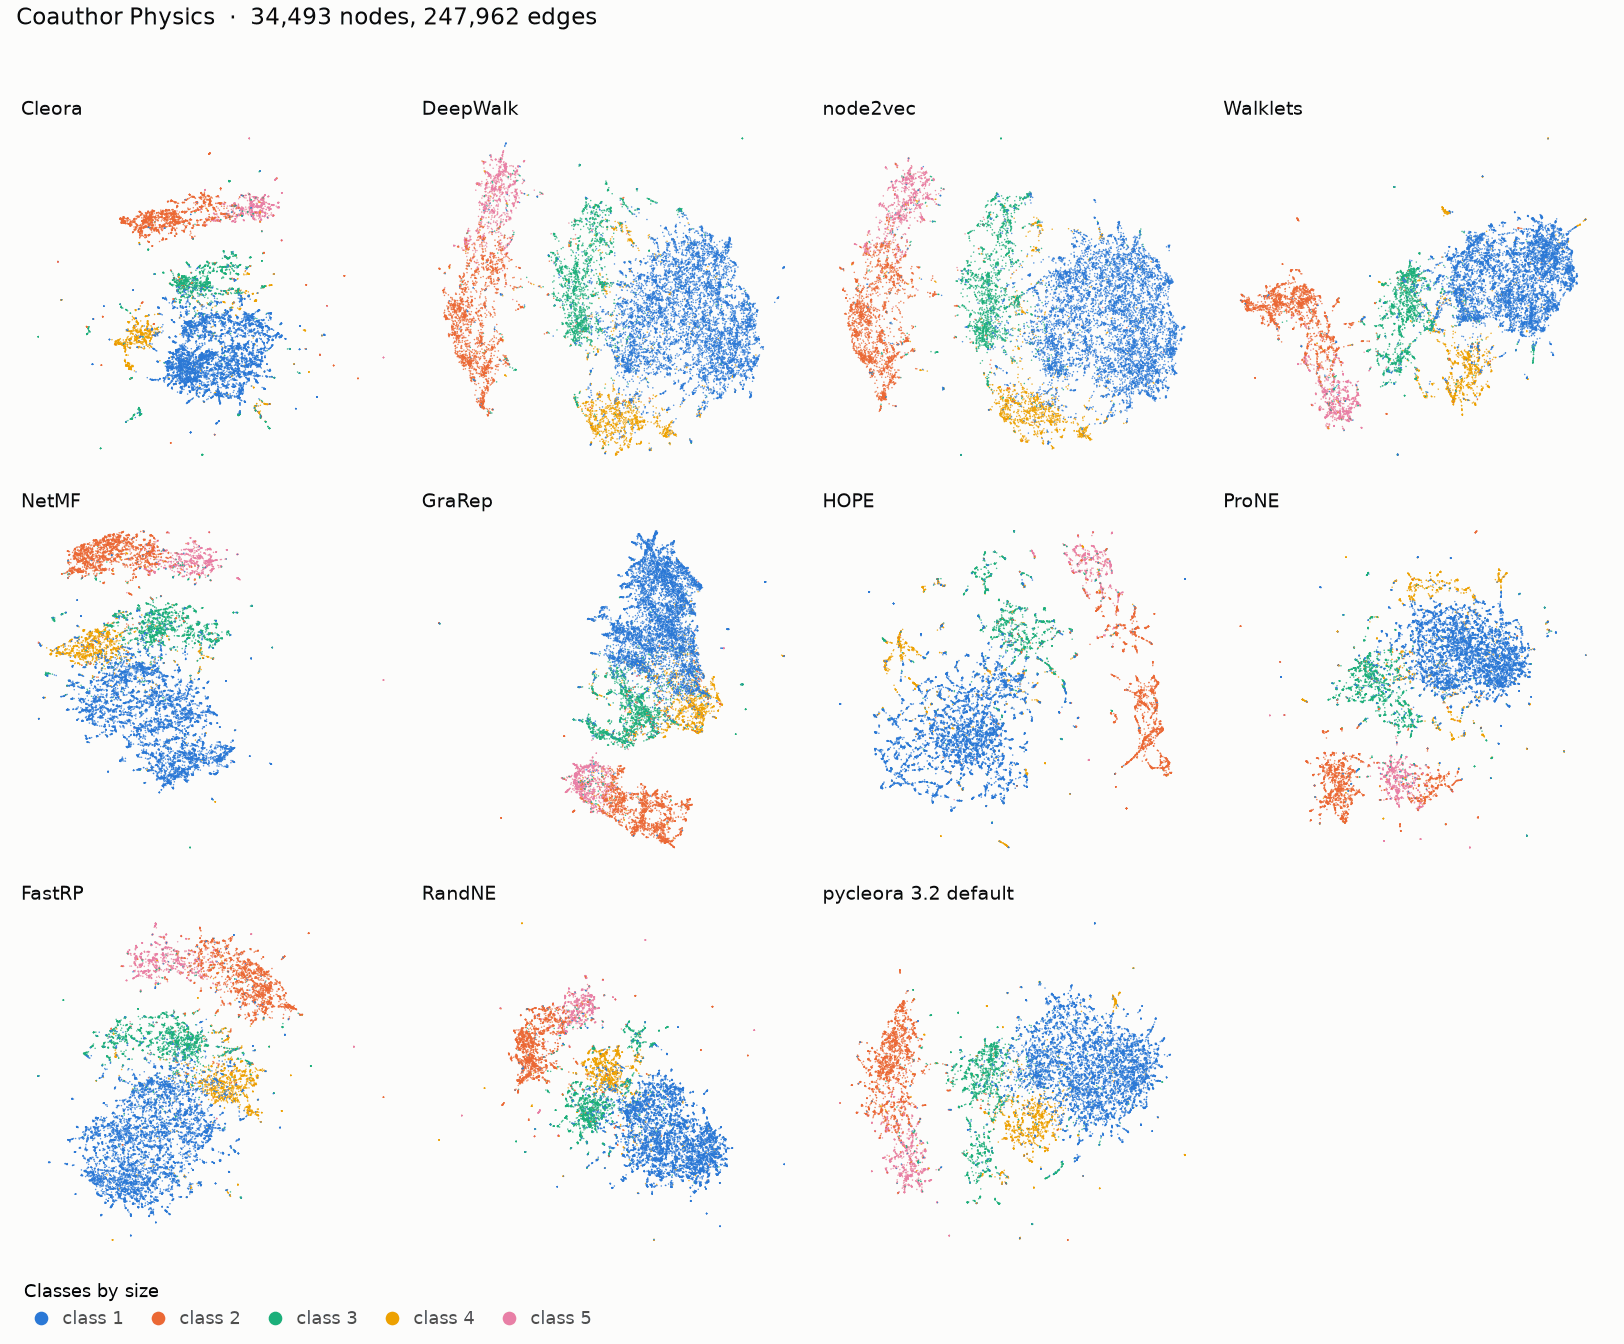 Coauthor Physics · 34,493 nodes, 247,962 edges
Cleora
DeepWalk
node2vec
Walklets
NetMF
GraRep
HOPE
ProNE
FastRP
RandNE
pycleora 3.2 default
Classes by size
class 1
class 2
class 3
class 4
class 5